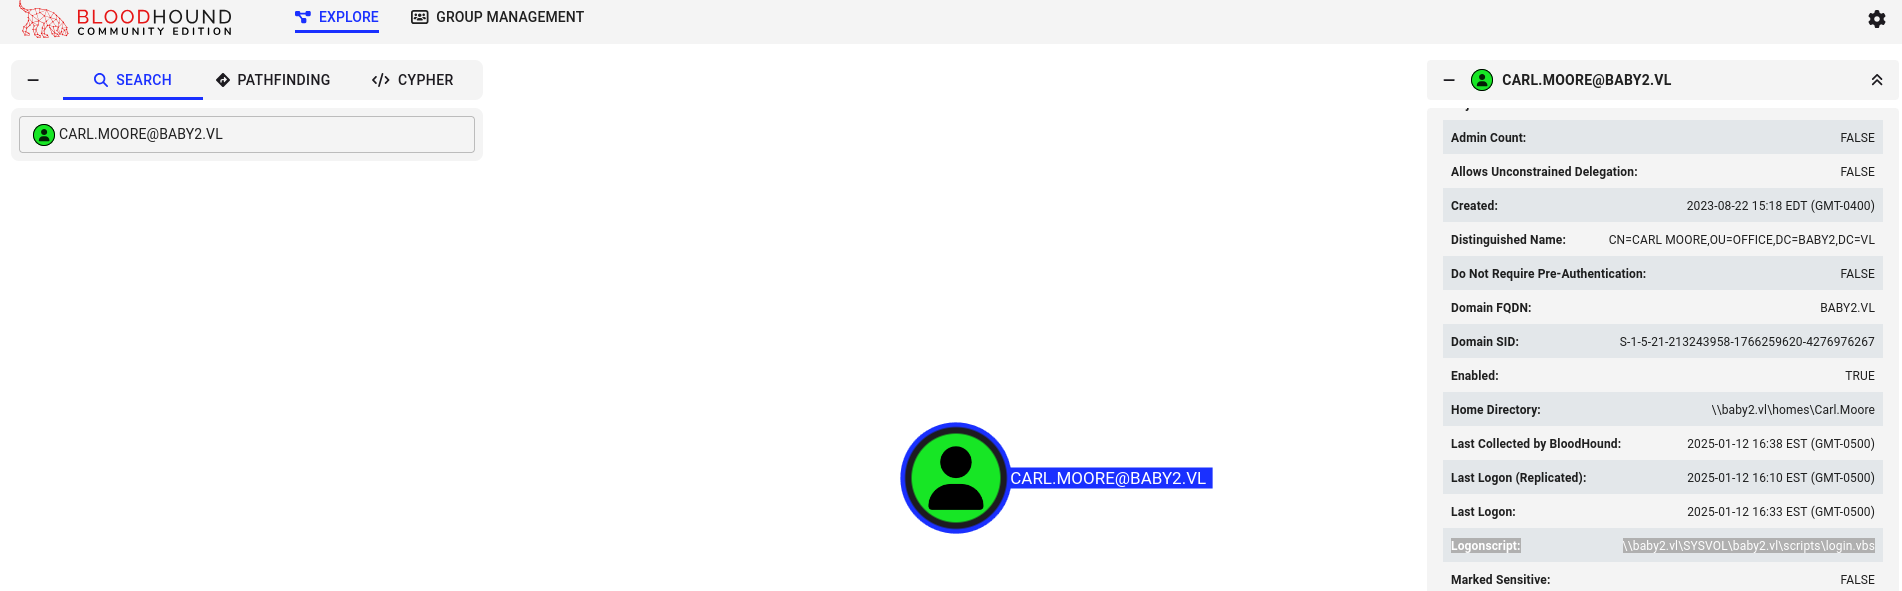 BLOODHOUND
COMMUNITY EDITION
EXPLORE
GROUP MANAGEMENT
SEARCH
PATHFINDING
CYPHER
CARL.MOORE@BABY2.VL
CARL.MOORE@BABY2.VL
CARL.MOORE@BABY2.VL
Admin Count: FALSE
Allows Unconstrained Delegation: FALSE
Created: 2023-08-22 15:18 EDT (GMT-0400)
Distinguished Name: CN=CARL MOORE,OU=OFFICE,DC=BABY2,DC=VL
Do Not Require Pre-Authentication: FALSE
Domain FQDN: BABY2.VL
Domain SID: S-1-5-21-213243958-1766259620-4276976267
Enabled: TRUE
Home Directory: \\baby2.vl\homes\Carl.Moore
Last Collected by BloodHound: 2025-01-12 16:38 EST (GMT-0500)
Last Logon (Replicated): 2025-01-12 16:10 EST (GMT-0500)
Last Logon: 2025-01-12 16:33 EST (GMT-0500)
Logonscript: \\baby2.vl\SYSVOL\baby2.vl\scripts\login.vbs
Marked Sensitive: FALSE